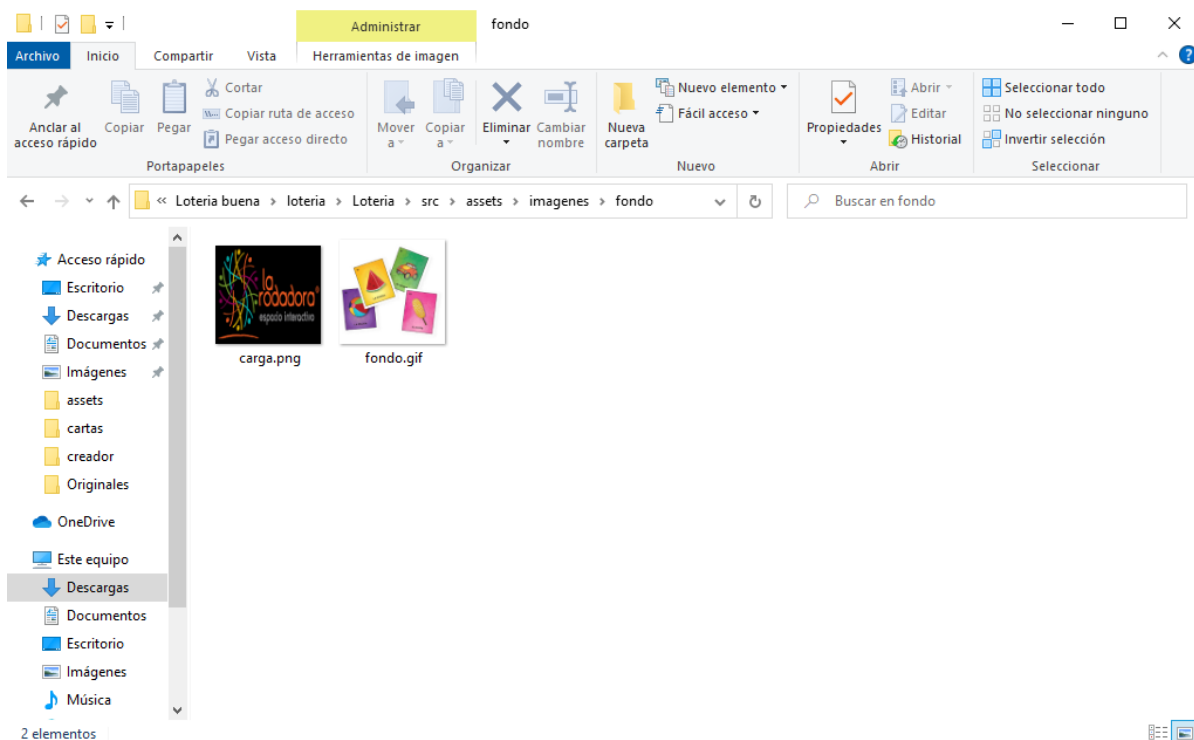 Administrar
fondo
Archivo
Inicio
Compartir
Vista
Herramientas de imagen
Anclar al
acceso rápido
Copiar
Pegar
Cortar
Copiar ruta de acceso
Pegar acceso directo
Portapapeles
Mover
a
Copiar
a
Eliminar
Cambiar
nombre
Organizar
Nueva
carpeta
Nuevo elemento
Fácil acceso
Nuevo
Propiedades
Abrir
Editar
Historial
Abrir
Seleccionar todo
No seleccionar ninguno
Invertir selección
Seleccionar
« Loteria buena > loteria > Loteria > src > assets > imagenes > fondo
Buscar en fondo
Acceso rápido
Escritorio
Descargas
Documentos
Imágenes
assets
cartas
creador
Originales
OneDrive
Este equipo
Descargas
Documentos
Escritorio
Imágenes
Música
la
rodadora
espacio interactivo
carga.png
fondo.gif
2 elementos